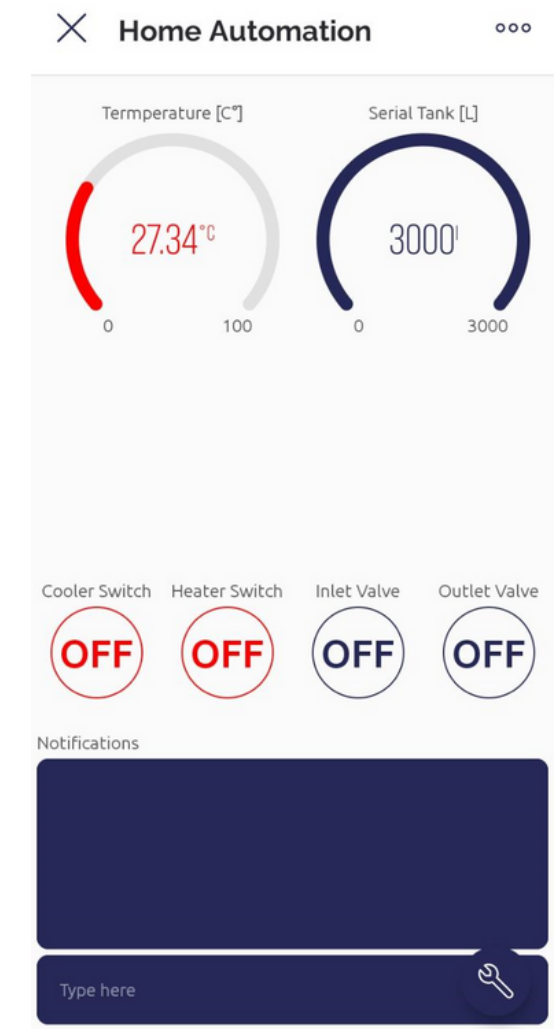 Home Automation
Termperature [C°]
Serial Tank [L]
27.34°C
3000l
0
100
0
3000
Cooler Switch
Heater Switch
Inlet Valve
Outlet Valve
OFF
OFF
OFF
OFF
Notifications
Type here